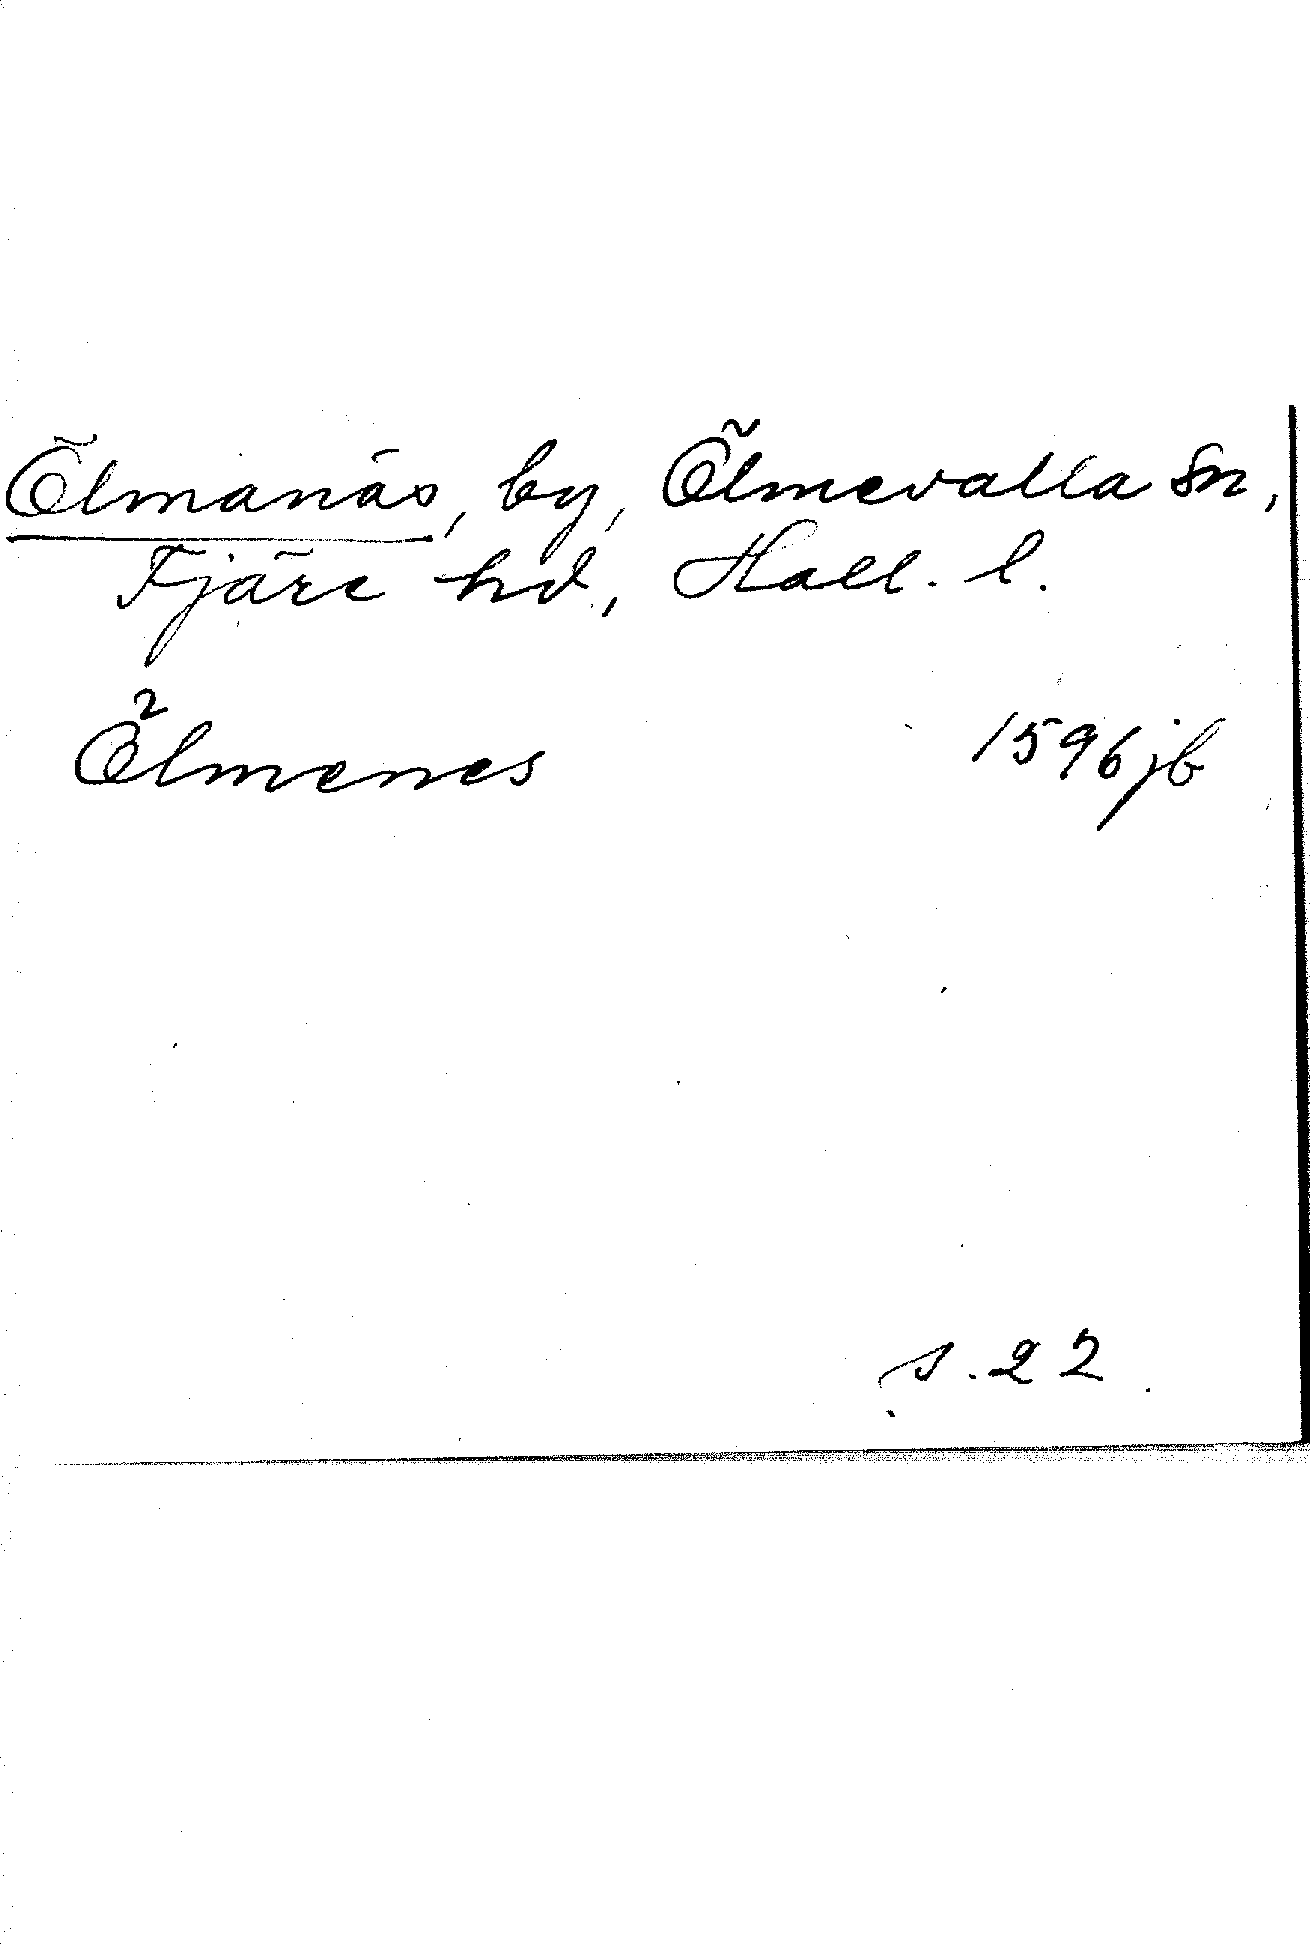 Ölmanäs, by, Ölmevalla sn,
Fjäre hd., Hall. l.
Ölmenes 1596 jb
s. 22.